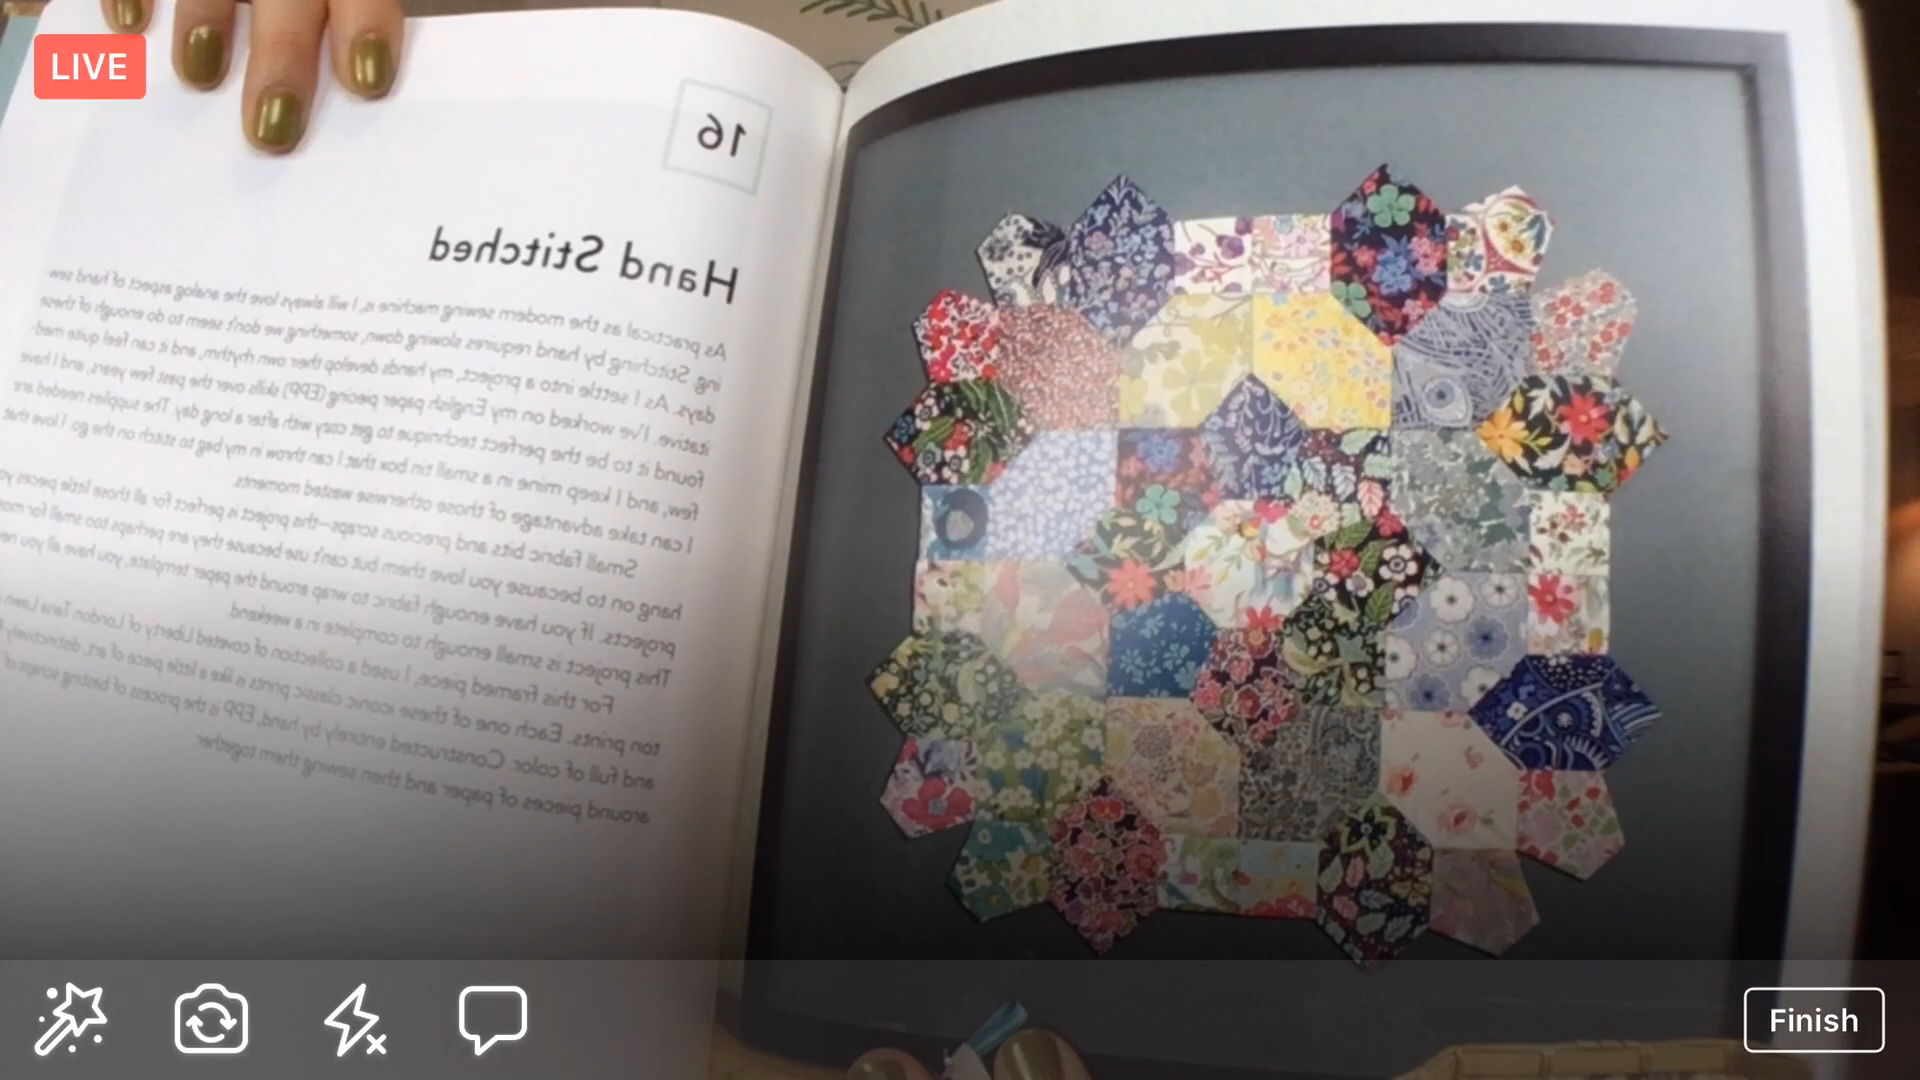 LIVE
16
Hand Stitched
As practical as the modern sewing machine is, I will always love the analog aspect of hand sew-
ing. Stitching by hand requires slowing down, something we don't seem to do enough of these
days. As I settle into a project, my hands develop their own rhythm, and it can feel quite med-
itative. I've worked on my English paper piecing (EPP) skills over the past few years, and I have
found it to be the perfect technique to get cozy with after a long day. The supplies needed are
few, and I keep mine in a small tin box that I can throw in my bag to stitch on the go. I love that
I can take advantage of those otherwise wasted moments.
Small fabric bits and precious scraps—this project is perfect for all those little pieces
hang on to because you love them but can't use because they are perhaps too small for
projects. If you have enough fabric to wrap around the paper template, you have all you
This project is small enough to complete in a weekend.
For this framed piece, I used a collection of coveted Liberty of London Tana Lawn
ton prints. Each one of these iconic classic prints is like a little piece of art, distinctively
and full of color. Constructed entirely by hand, EPP is the process of basting scraps of
around pieces of paper and then sewing them together.
Finish